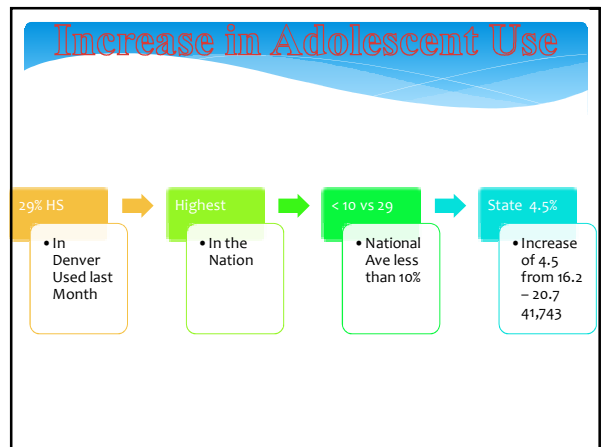 Increase in Adolescent Use
29% HS
• In
Denver
Used last
Month
Highest
• In the
Nation
< 10 vs 29
• National
Ave less
than 10%
State 4.5%
• Increase
of 4.5
from 16.2
– 20.7
41,743